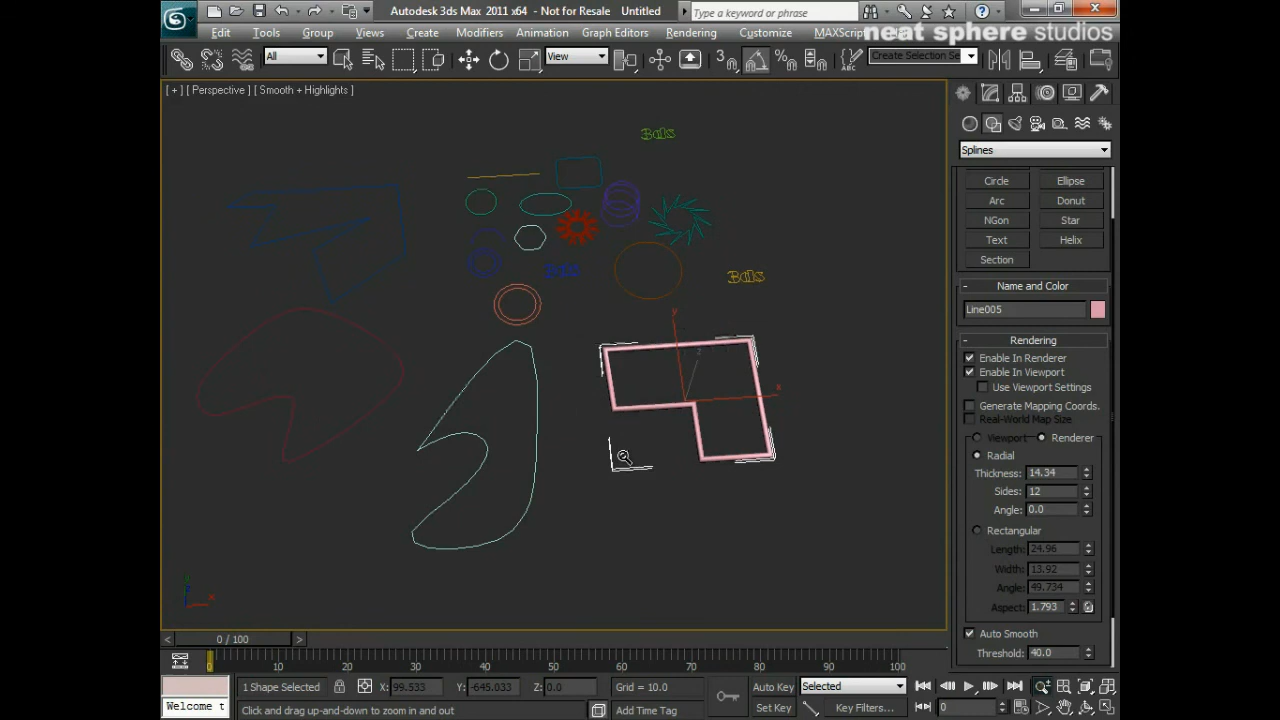 Autodesk 3ds Max 2011 x64 - Not for Resale Untitled
Type a keyword or phrase
Edit Tools Group Views Create Modifiers Animation Graph Editors Rendering Customize MAXScript
neat sphere studios
All
View
3
Create Selection Se
[ + ] [ Perspective ] [ Smooth + Highlights ]
Splines
3ds
Circle Ellipse
Arc Donut
NGon Star
Text Helix
Section
3ds
- Name and Color
Line005
- Rendering
y
z
x
Enable In Renderer
Enable In Viewport
Use Viewport Settings
Generate Mapping Coords.
Real-World Map Size
Viewport Renderer
Radial
Thickness: 14.34
Sides: 12
Angle: 0.0
Rectangular
Length: 24.96
Width: 13.92
Angle: 49.734
Aspect: 1.793
Auto Smooth
Threshold: 40.0
< 0 / 100 >
0 10 20 30 40 50 60 70 80 90 100
1 Shape Selected X: 99.533 Y: -645.033 Z: 0.0 Grid = 10.0 Auto Key Selected
Welcome t Click and drag up-and-down to zoom in and out Add Time Tag Set Key Key Filters... 0